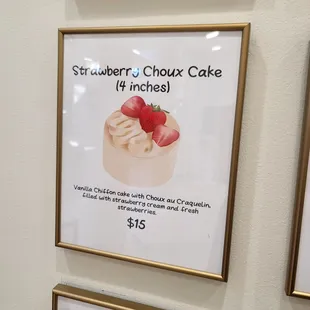 Strawberry Choux Cake
(4 inches)
Vanilla Chiffon cake with Choux au Craquelin,
filled with strawberry cream and fresh
strawberries.
$15